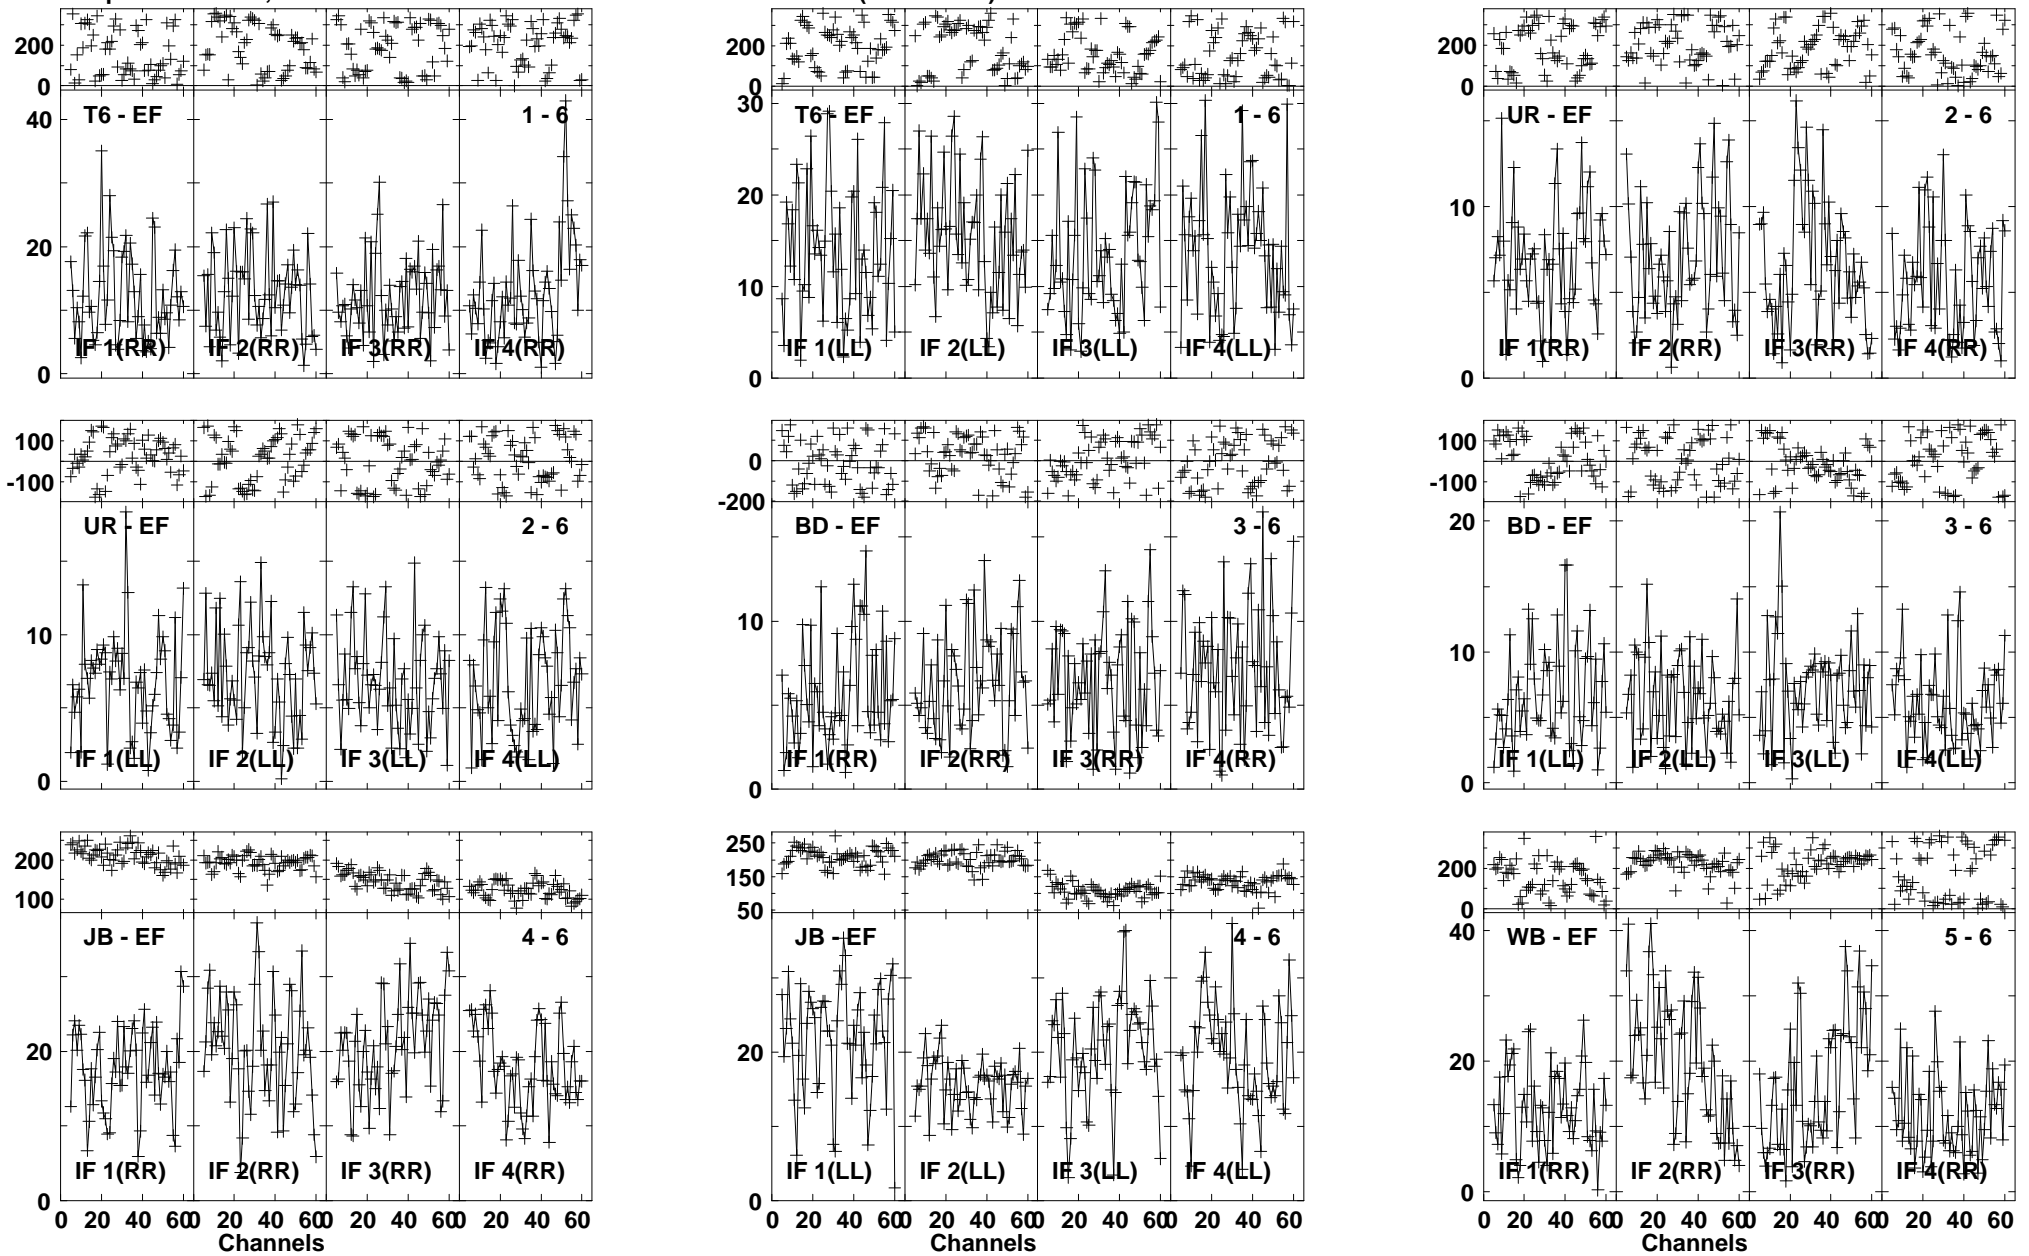 200
0
T6 - EF
1 - 6
40
20
0
IF 1(RR)
IF 2(RR)
IF 3(RR)
IF 4(RR)
200
0
T6 - EF
1 - 6
30
20
10
0
IF 1(LL)
IF 2(LL)
IF 3(LL)
IF 4(LL)
200
0
UR - EF
2 - 6
10
0
IF 1(RR)
IF 2(RR)
IF 3(RR)
IF 4(RR)
100
-100
UR - EF
2 - 6
10
0
IF 1(LL)
IF 2(LL)
IF 3(LL)
IF 4(LL)
0
-200
BD - EF
3 - 6
10
0
IF 1(RR)
IF 2(RR)
IF 3(RR)
IF 4(RR)
100
-100
BD - EF
3 - 6
20
10
0
IF 1(LL)
IF 2(LL)
IF 3(LL)
IF 4(LL)
200
100
JB - EF
4 - 6
20
0
IF 1(RR)
IF 2(RR)
IF 3(RR)
IF 4(RR)
0 20 40 60 0 20 40 60 0 20 40 60 0 20 40 60
Channels
250
150
50
JB - EF
4 - 6
20
0
IF 1(LL)
IF 2(LL)
IF 3(LL)
IF 4(LL)
0 20 40 60 0 20 40 60 0 20 40 60 0 20 40 60
Channels
200
0
WB - EF
5 - 6
40
20
0
IF 1(RR)
IF 2(RR)
IF 3(RR)
IF 4(RR)
0 20 40 60 0 20 40 60 0 20 40 60 0 20 40 60
Channels